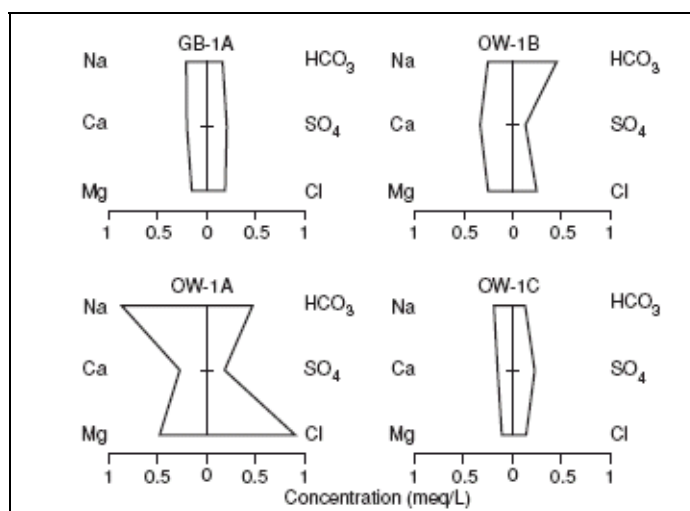 GB-1A
Na HCO3
Ca SO4
Mg Cl
1 0.5 0 0.5 1
OW-1B
Na HCO3
Ca SO4
Mg Cl
1 0.5 0 0.5 1
OW-1A
Na HCO3
Ca SO4
Mg Cl
1 0.5 0 0.5 1
OW-1C
Na HCO3
Ca SO4
Mg Cl
1 0.5 0 0.5 1
Concentration (meq/L)